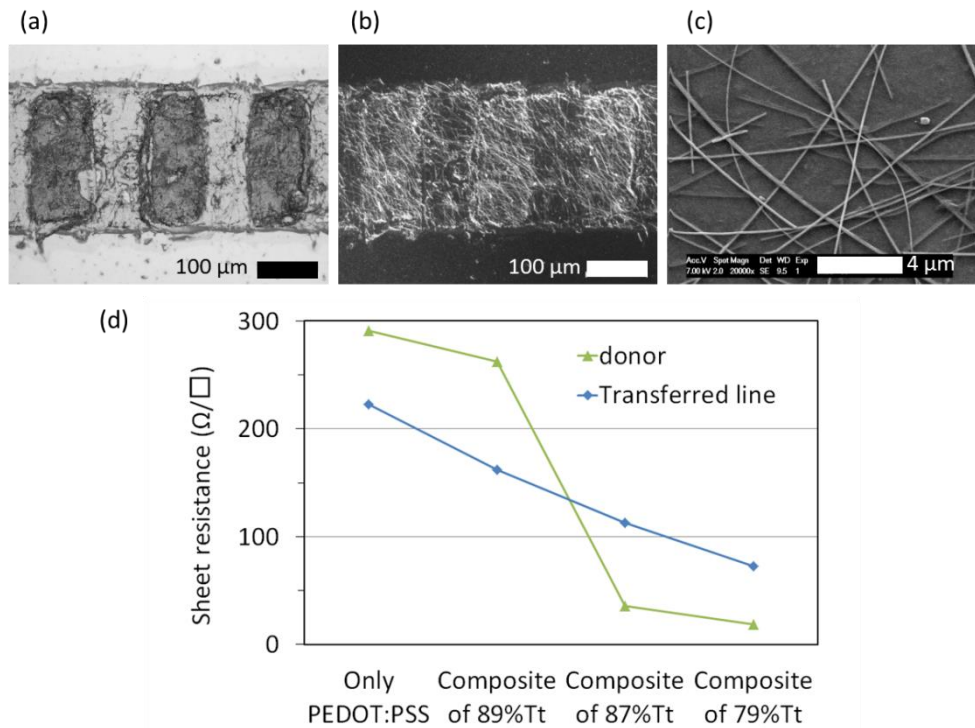 (a)
(b)
(c)
100 µm
100 µm
Acc.V Spot Magn Det WD Exp
7.00 kV 2.0 20000x SE 9.5 1
4 µm
(d)
Sheet resistance (Ω/□)
300
200
100
0
donor
Transferred line
Only PEDOT:PSS
Composite of 89%Tt
Composite of 87%Tt
Composite of 79%Tt